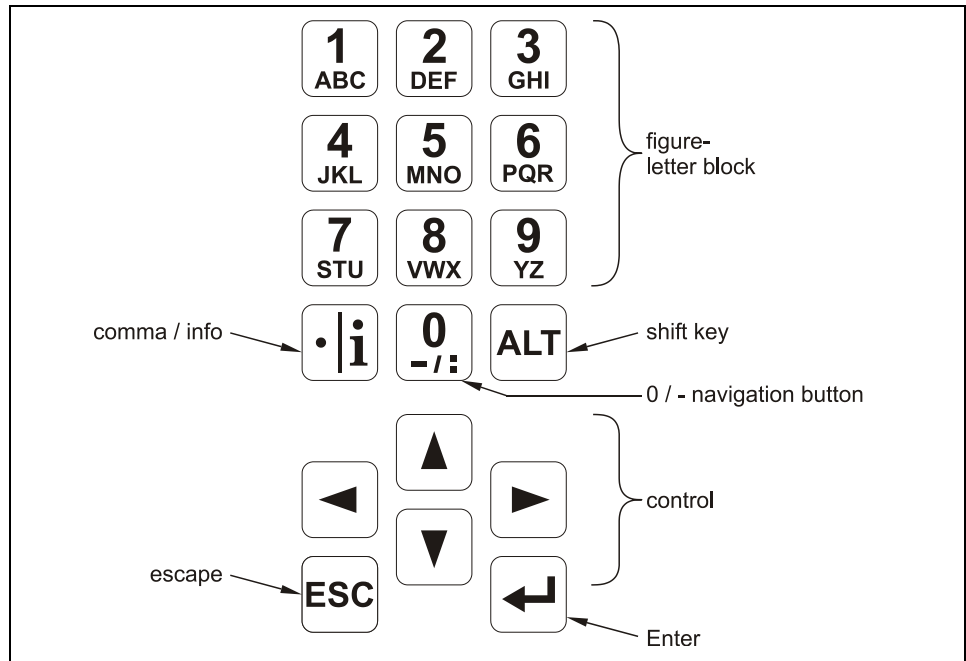 1 2 3
ABC DEF GHI
4 5 6
JKL MNO PQR
figure-
letter block
7 8 9
STU VWX YZ
comma / info
·|i 0 ALT
- / :
shift key
0 / - navigation button
control
escape
ESC
Enter